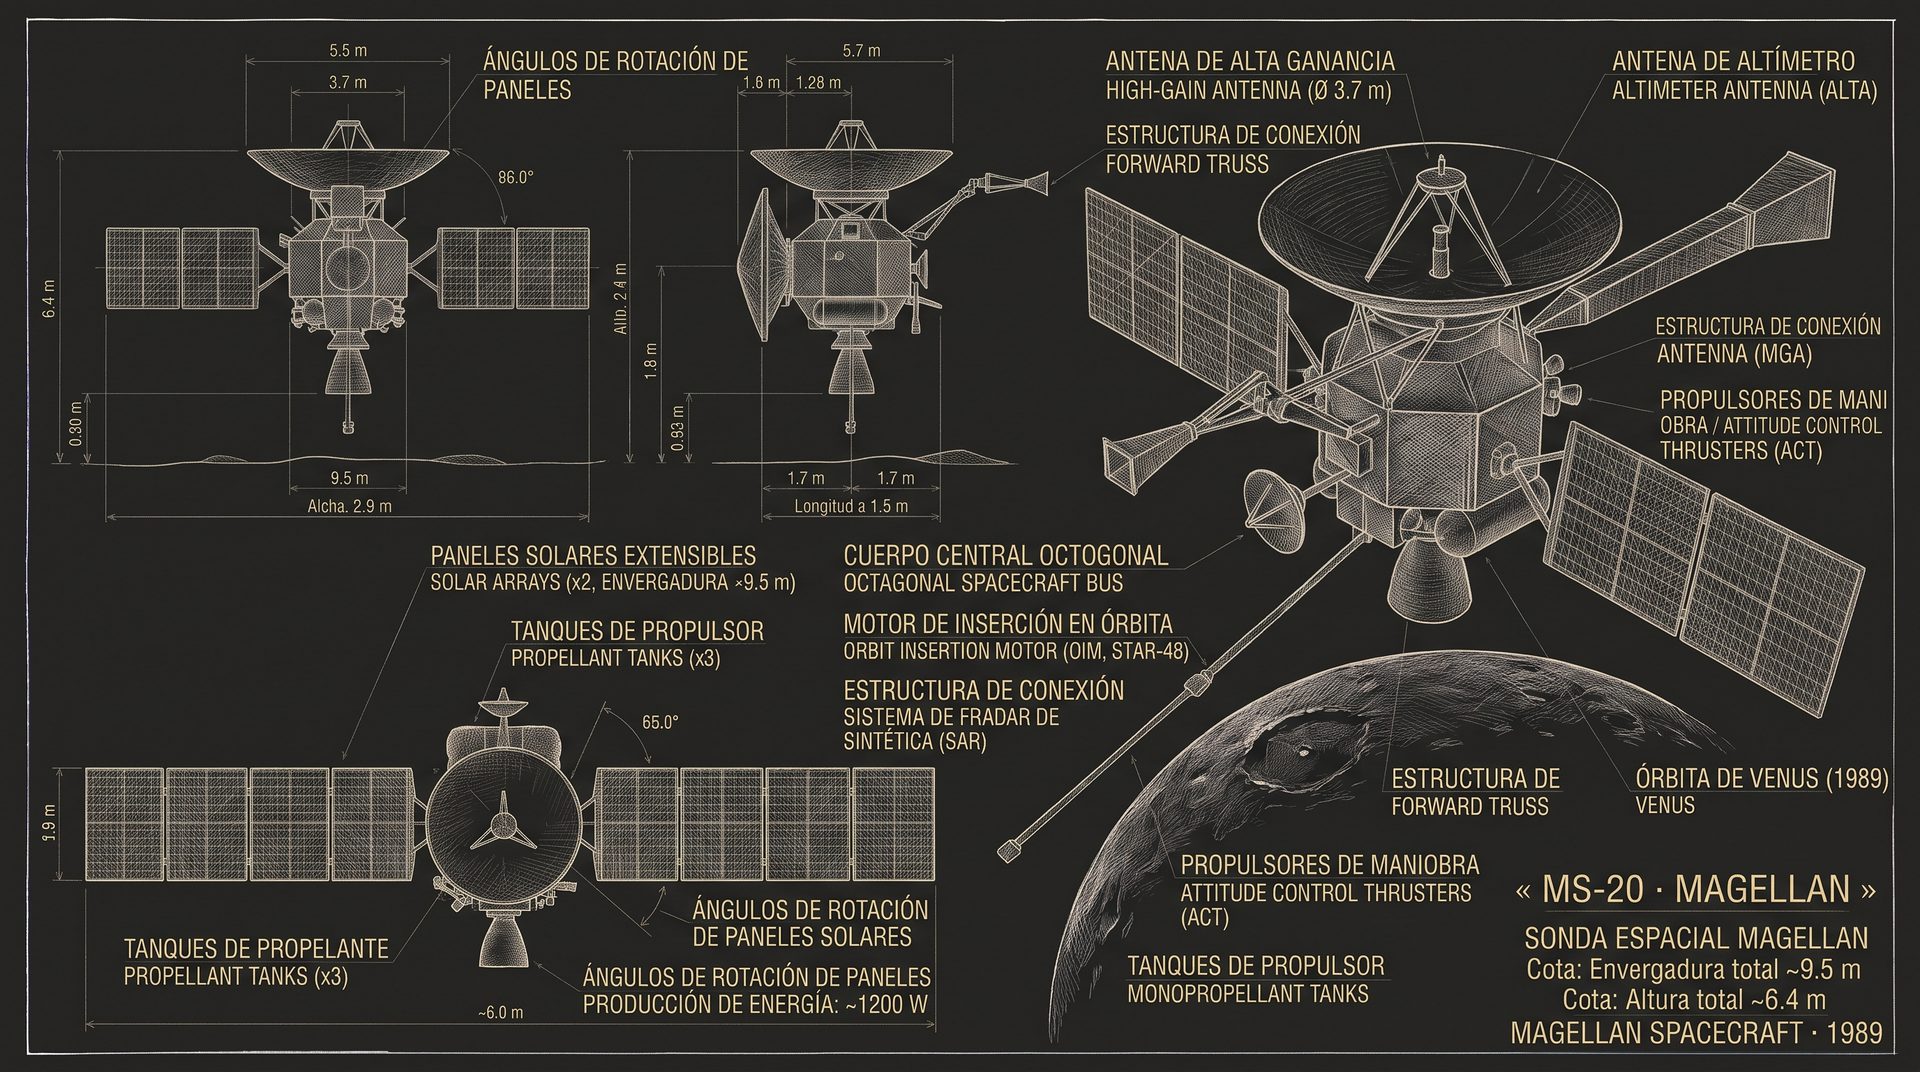 5.5 m
3.7 m
ÁNGULOS DE ROTACIÓN DE
PANELES
86.0°
6.4 m
0.30 m
9.5 m
Alcha. 2.9 m
5.7 m
1.6 m
1.28 m
2.4 m
1.8 m
0.93 m
1.7 m
1.7 m
Longitud a 1.5 m
ANTENA DE ALTA GANANCIA
HIGH-GAIN ANTENNA (Ø 3.7 m)
ESTRUCTURA DE CONEXIÓN
FORWARD TRUSS
ANTENA DE ALTÍMETRO
ALTIMETER ANTENNA (ALTA)
ESTRUCTURA DE CONEXIÓN
ANTENNA (MGA)
PROPULSORES DE MANI
OBRA / ATTITUDE CONTROL
THRUSTERS (ACT)
PANELES SOLARES EXTENSIBLES
SOLAR ARRAYS (x2, ENVERGADURA ×9.5 m)
TANQUES DE PROPULSOR
PROPELLANT TANKS (x3)
65.0°
CUERPO CENTRAL OCTOGONAL
OCTAGONAL SPACECRAFT BUS
MOTOR DE INSERCIÓN EN ÓRBITA
ORBIT INSERTION MOTOR (OIM, STAR-48)
ESTRUCTURA DE CONEXIÓN
SISTEMA DE FRADAR DE
SINTÉTICA (SAR)
TANQUES DE PROPELANTE
PROPELLANT TANKS (x3)
ÁNGULOS DE ROTACIÓN
DE PANELES SOLARES
ÁNGULOS DE ROTACIÓN DE PANELES
PRODUCCIÓN DE ENERGÍA: ~1200 W
~6.0 m
ESTRUCTURA DE
FORWARD TRUSS
ÓRBITA DE VENUS (1989)
VENUS
PROPULSORES DE MANIOBRA
ATTITUDE CONTROL THRUSTERS
(ACT)
TANQUES DE PROPULSOR
MONOPROPELLANT TANKS
« MS-20 · MAGELLAN »
SONDA ESPACIAL MAGELLAN
Cota: Envergadura total ~9.5 m
Cota: Altura total ~6.4 m
MAGELLAN SPACECRAFT · 1989